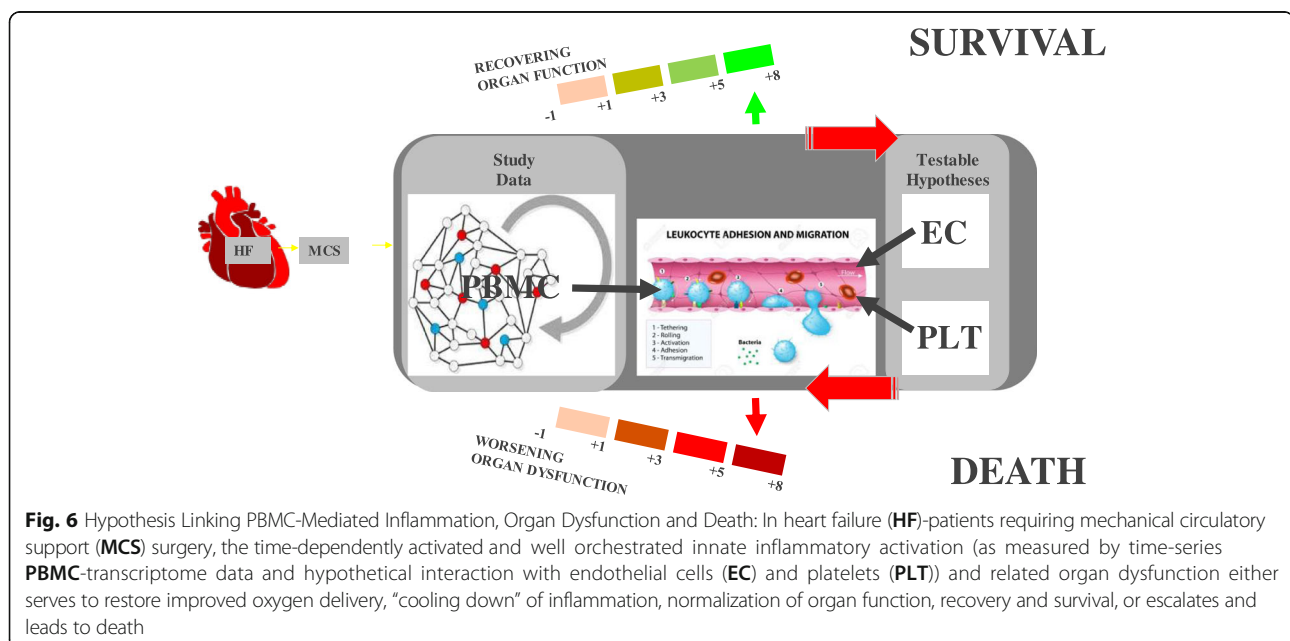 SURVIVAL
RECOVERING
ORGAN FUNCTION
-1
+1
+3
+5
+8
Study
Data
Testable
Hypotheses
HF
MCS
PBMC
LEUKOCYTE ADHESION AND MIGRATION
1
2
3
4
5
Flow
1 - Tethering
2 - Rolling
3 - Activation
4 - Adhesion
5 - Transmigration
Bacteria
EC
PLT
-1
+1
+3
+5
+8
WORSENING
ORGAN DYSFUNCTION
DEATH
Fig. 6 Hypothesis Linking PBMC-Mediated Inflammation, Organ Dysfunction and Death: In heart failure (HF)-patients requiring mechanical circulatory
support (MCS) surgery, the time-dependently activated and well orchestrated innate inflammatory activation (as measured by time-series
PBMC-transcriptome data and hypothetical interaction with endothelial cells (EC) and platelets (PLT)) and related organ dysfunction either
serves to restore improved oxygen delivery, “cooling down” of inflammation, normalization of organ function, recovery and survival, or escalates and
leads to death